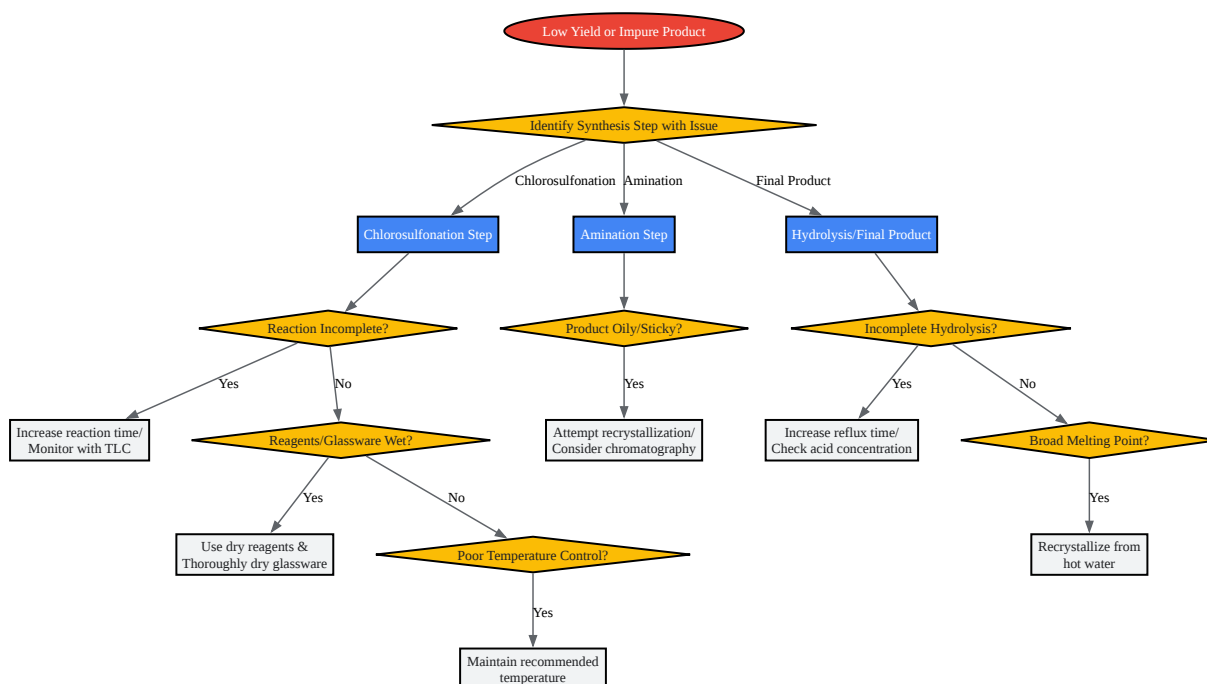 Low Yield or Impure Product
Identify Synthesis Step with Issue
Chlorosulfonation
Amination
Final Product
Chlorosulfonation Step
Amination Step
Hydrolysis/Final Product
Reaction Incomplete?
Product Oily/Sticky?
Incomplete Hydrolysis?
Yes
No
Yes
Yes
No
Increase reaction time/
Monitor with TLC
Reagents/Glassware Wet?
Attempt recrystallization/
Consider chromatography
Increase reflux time/
Check acid concentration
Broad Melting Point?
Yes
No
Yes
Use dry reagents &
Thoroughly dry glassware
Poor Temperature Control?
Recrystallize from
hot water
Yes
Maintain recommended
temperature